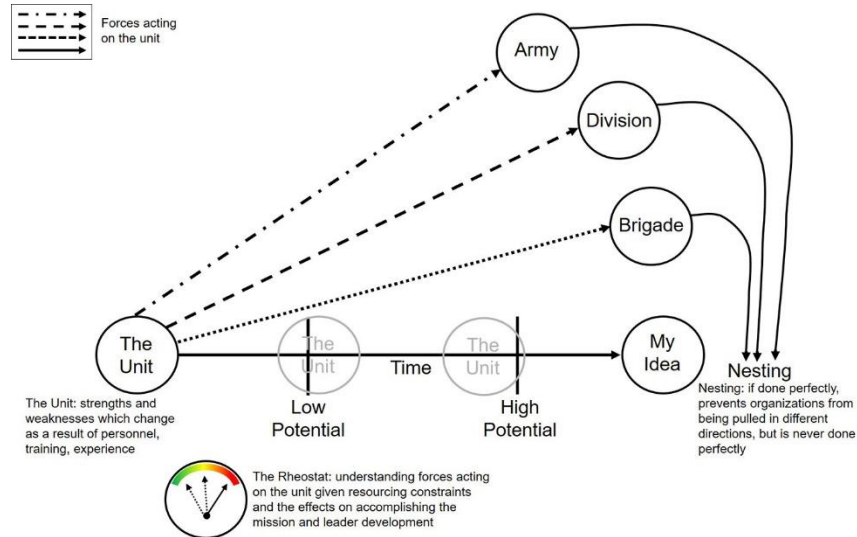 Forces acting
on the unit
Army
Division
Brigade
The
Unit
The
Unit
Time
The
Unit
My
Idea
Low
Potential
High
Potential
Nesting
Nesting: if done perfectly,
prevents organizations from
being pulled in different
directions, but is never done
perfectly
The Unit: strengths and
weaknesses which change
as a result of personnel,
training, experience
The Rheostat: understanding forces acting
on the unit given resourcing constraints
and the effects on accomplishing the
mission and leader development